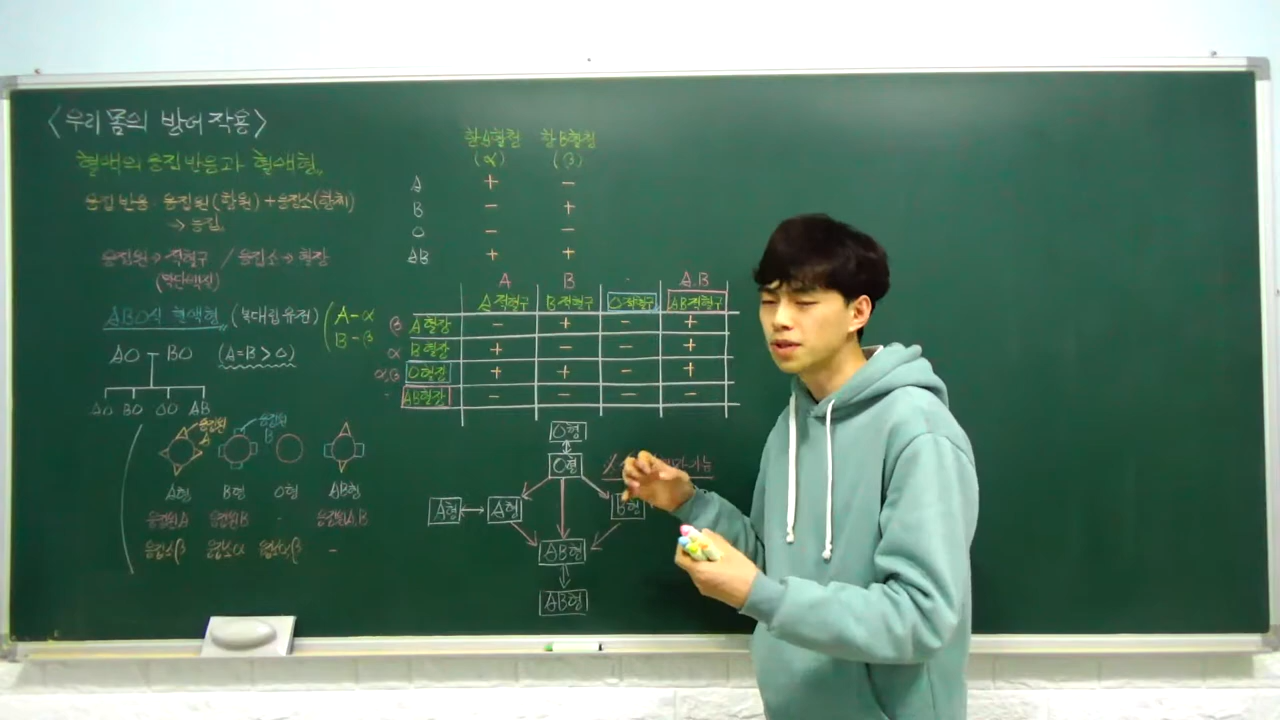 <우리 몸의 방어 작용>
혈액의 응집 반응과 혈액형
응집 반응: 응집원(항원)+응집소(항체)
→ 응집
응집원→적혈구 / 응집소→혈장
ABO식 혈액형 (복대립유전) A-α
B-β
AO BO (A=B>O)
AO BO OO AB
응집원 A
응집원 B
A형 B형 O형 AB형
응집원A 응집원B - 응집원A,B
응집소β 응집소α 응집소α,β -
항A혈청 항B혈청
(α) (β)
A + -
B - +
O - -
AB + +
A B - A.B
A적혈구 B적혈구 O적혈구 AB적혈구
β A혈장 - + - +
α B혈장 + - - +
α,β O혈장 + + - +
- AB혈장 - - - -
O형
O형
A형 A형 B형
AB형
AB형